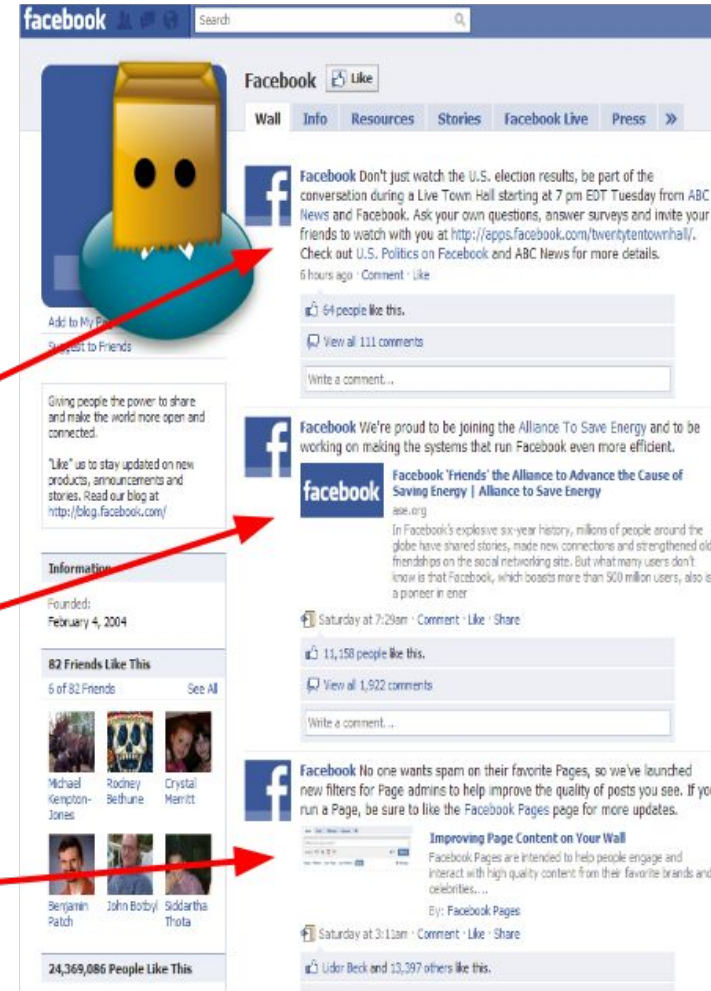 facebook
Search
Facebook Like
Wall Info Resources Stories Facebook Live Press »
Facebook Don't just watch the U.S. election results, be part of the
conversation during a Live Town Hall starting at 7 pm EDT Tuesday from ABC
News and Facebook. Ask your own questions, answer surveys and invite your
friends to watch with you at http://apps.facebook.com/twentytentownhall/.
Check out U.S. Politics on Facebook and ABC News for more details.
6 hours ago · Comment · Like
64 people like this.
View all 111 comments
Write a comment...
Add to My
Suggest to Friends
Giving people the power to share
and make the world more open and
connected.
"Like" us to stay updated on new
products, announcements and
stories. Read our blog at
http://blog.facebook.com/
Information
Founded:
February 4, 2004
82 Friends Like This
6 of 82 Friends See All
Michael
Kempton-
Jones
Rodney
Bethune
Crystal
Merritt
Benjamin
Patch
John Botbyl
Siddartha
Thota
24,369,086 People Like This
Facebook We're proud to be joining the Alliance To Save Energy and to be
working on making the systems that run Facebook even more efficient.
facebook
Facebook 'Friends' the Alliance to Advance the Cause of
Saving Energy | Alliance to Save Energy
ase.org
In Facebook's explosive six-year history, millions of people around the
globe have shared stories, made new connections and strengthened old
friendships on the social networking site. But what many users don't
know is that Facebook, which boasts more than 500 million users, also is
a pioneer in ener
Saturday at 7:29am · Comment · Like · Share
11,158 people like this.
View all 1,922 comments
Write a comment...
Facebook No one wants spam on their favorite Pages, so we've launched
new filters for Page admins to help improve the quality of posts you see. If you
run a Page, be sure to like the Facebook Pages page for more updates.
Improving Page Content on Your Wall
Facebook Pages are intended to help people engage and
interact with high quality content from their favorite brands and
celebrities....
By: Facebook Pages
Saturday at 3:11am · Comment · Like · Share
Lidor Beck and 13,397 others like this.